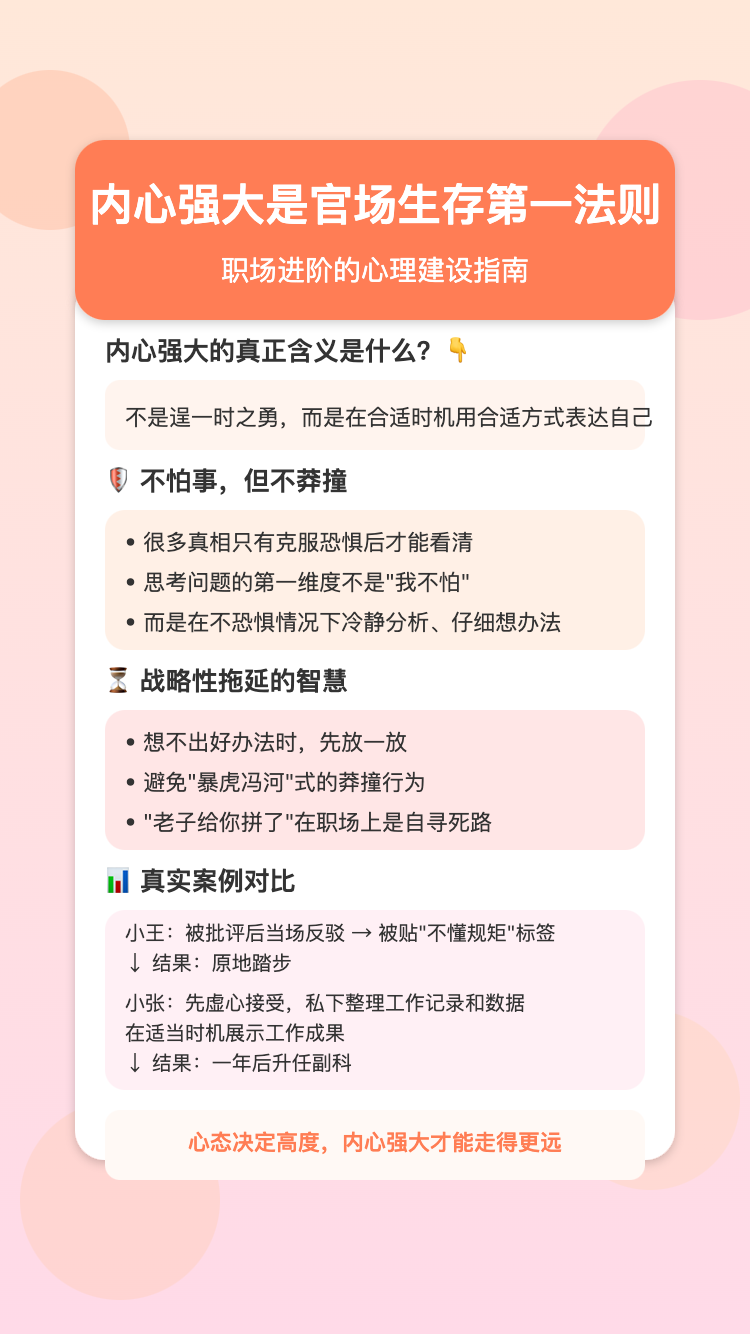 内心强大是官场生存第一法则
职场进阶的心理建设指南
内心强大的真正含义是什么？👇
不是逞一时之勇，而是在合适时机用合适方式表达自己
🛡️ 不怕事，但不莽撞
• 很多真相只有克服恐惧后才能看清
• 思考问题的第一维度不是"我不怕"
• 而是在不恐惧情况下冷静分析、仔细想办法
⏳ 战略性拖延的智慧
• 想不出好办法时，先放一放
• 避免"暴虎冯河"式的莽撞行为
• "老子给你拼了"在职场上是自寻死路
📊 真实案例对比
小王：被批评后当场反驳 → 被贴"不懂规矩"标签
↓ 结果：原地踏步
小张：先虚心接受，私下整理工作记录和数据
在适当时机展示工作成果
↓ 结果：一年后升任副科
心态决定高度，内心强大才能走得更远